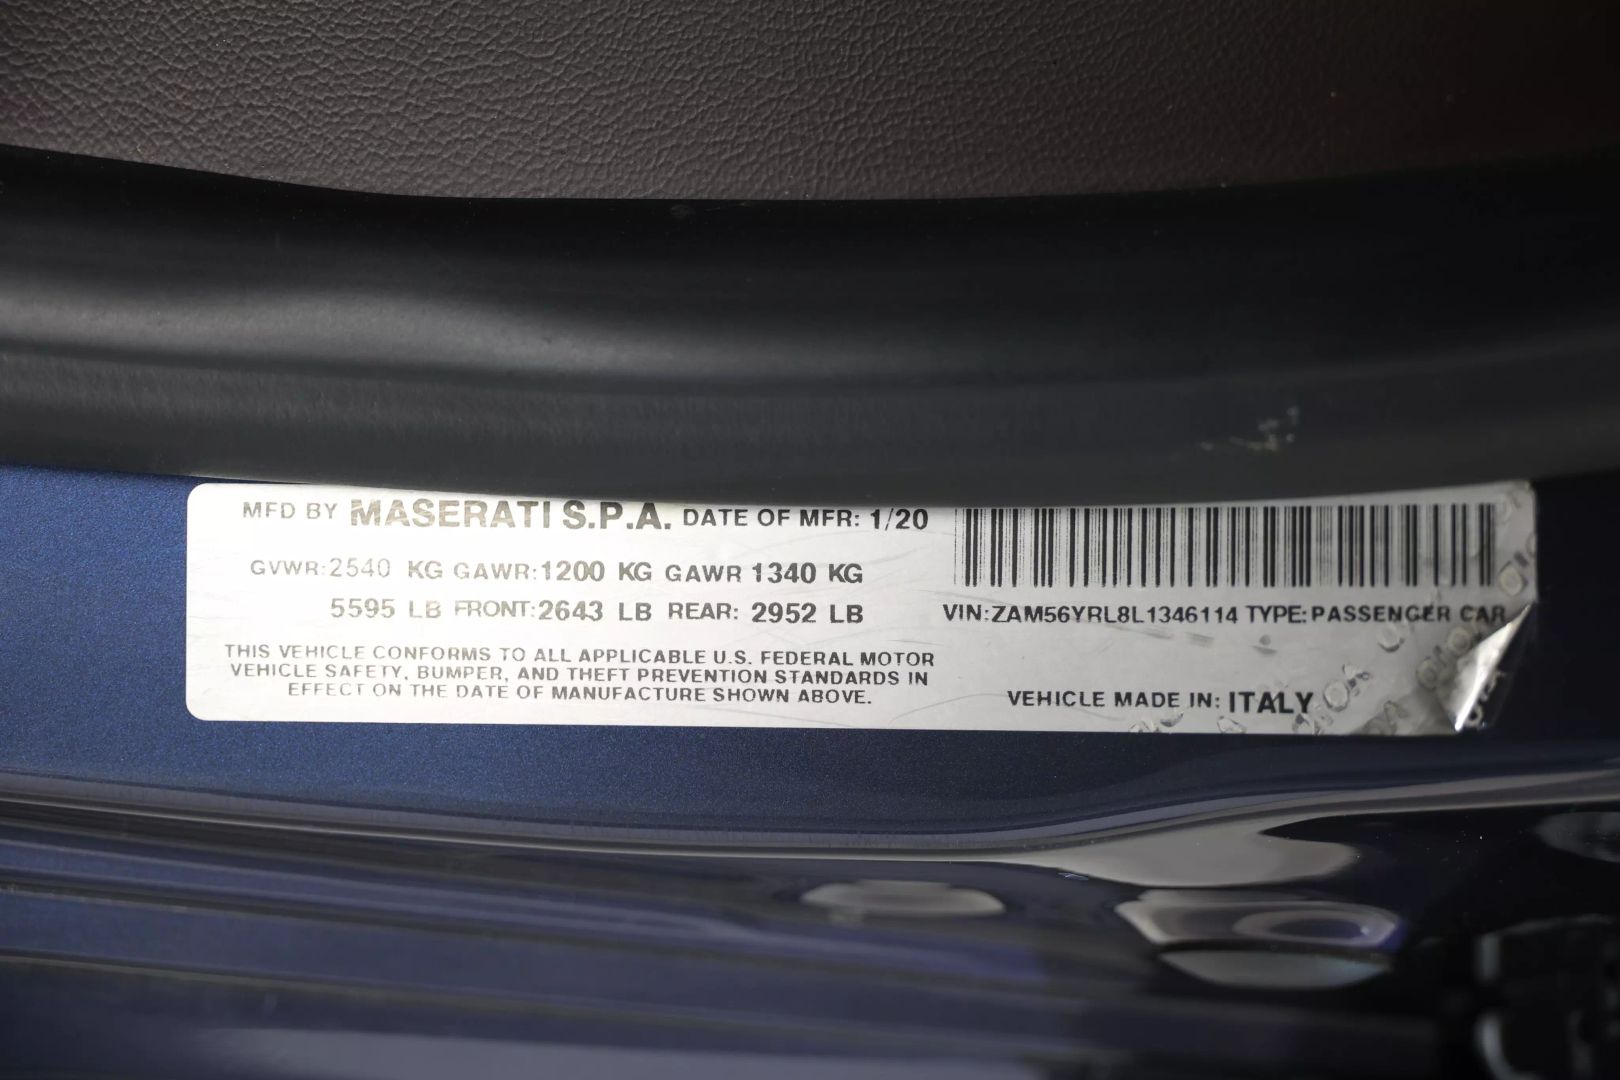 MFD BY MASERATI S.P.A. DATE OF MFR: 1/20
GVWR:2540 KG GAWR:1200 KG GAWR 1340 KG
5595 LB FRONT:2643 LB REAR: 2952 LB
THIS VEHICLE CONFORMS TO ALL APPLICABLE U.S. FEDERAL MOTOR
VEHICLE SAFETY, BUMPER, AND THEFT PREVENTION STANDARDS IN
EFFECT ON THE DATE OF MANUFACTURE SHOWN ABOVE.
VIN:ZAM56YRL8L1346114 TYPE:PASSENGER CAR
VEHICLE MADE IN: ITALY